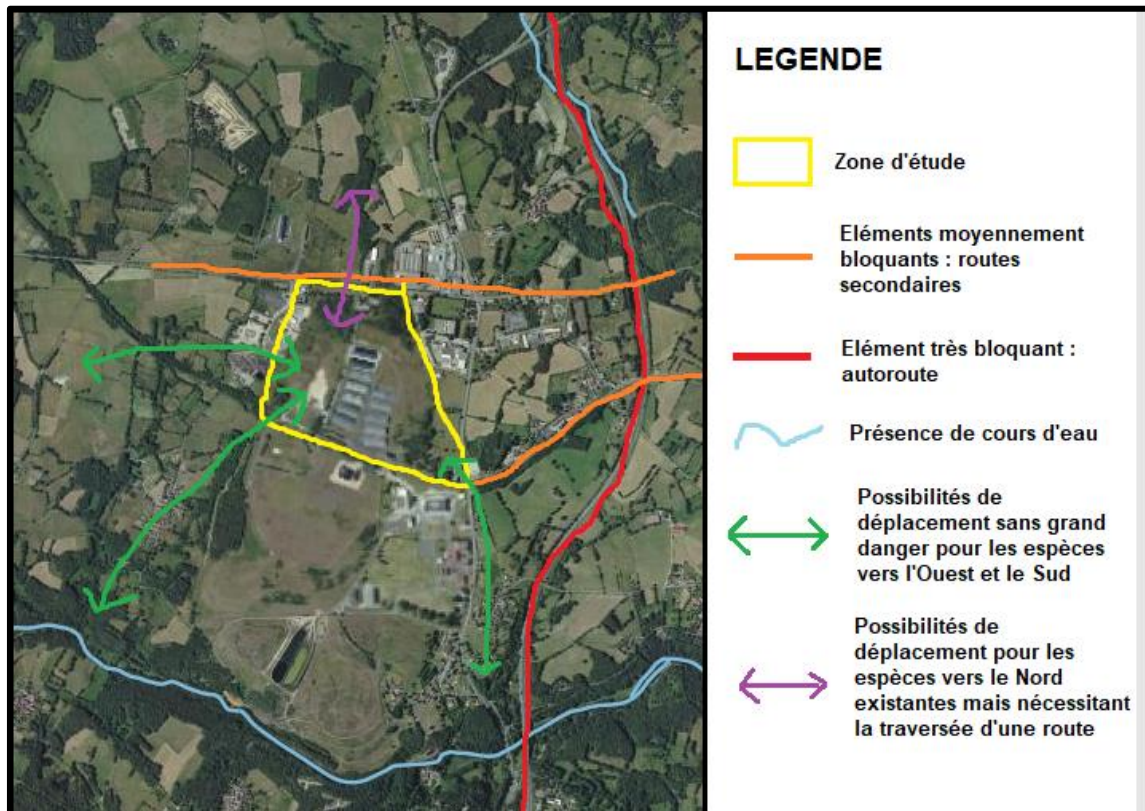 LEGENDE
Zone d'étude
Eléments moyennement
bloquants : routes
secondaires
Elément très bloquant :
autoroute
Présence de cours d'eau
Possibilités de
déplacement sans grand
danger pour les espèces
vers l'Ouest et le Sud
Possibilités de
déplacement pour les
espèces vers le Nord
existantes mais nécessitant
la traversée d'une route